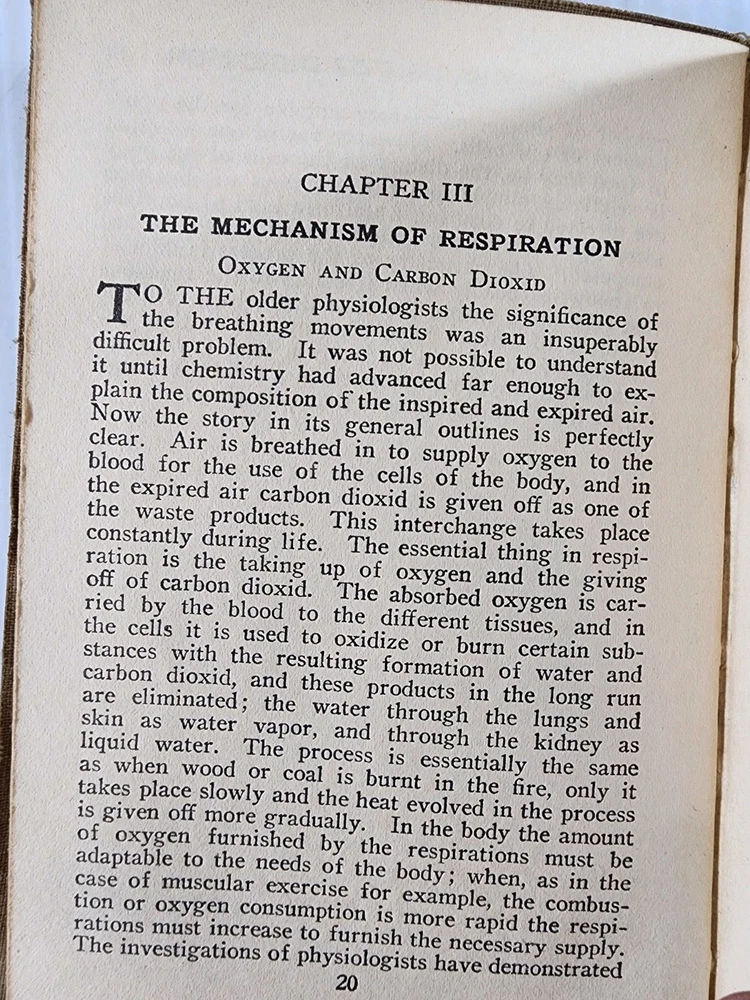 CHAPTER III
THE MECHANISM OF RESPIRATION
OXYGEN AND CARBON DIOXID
TO THE older physiologists the significance of
the breathing movements was an insuperably
difficult problem. It was not possible to understand
it until chemistry had advanced far enough to ex-
plain the composition of the inspired and expired air.
Now the story in its general outlines is perfectly
clear. Air is breathed in to supply oxygen to the
blood for the use of the cells of the body, and in
the expired air carbon dioxid is given off as one of
the waste products. This interchange takes place
constantly during life. The essential thing in respi-
ration is the taking up of oxygen and the giving
off of carbon dioxid. The absorbed oxygen is car-
ried by the blood to the different tissues, and in
the cells it is used to oxidize or burn certain sub-
stances with the resulting formation of water and
carbon dioxid, and these products in the long run
are eliminated; the water through the lungs and
skin as water vapor, and through the kidney as
liquid water. The process is essentially the same
as when wood or coal is burnt in the fire, only it
takes place slowly and the heat evolved in the process
is given off more gradually. In the body the amount
of oxygen furnished by the respirations must be
adaptable to the needs of the body; when, as in the
case of muscular exercise for example, the combus-
tion or oxygen consumption is more rapid the respi-
rations must increase to furnish the necessary supply.
The investigations of physiologists have demonstrated
20